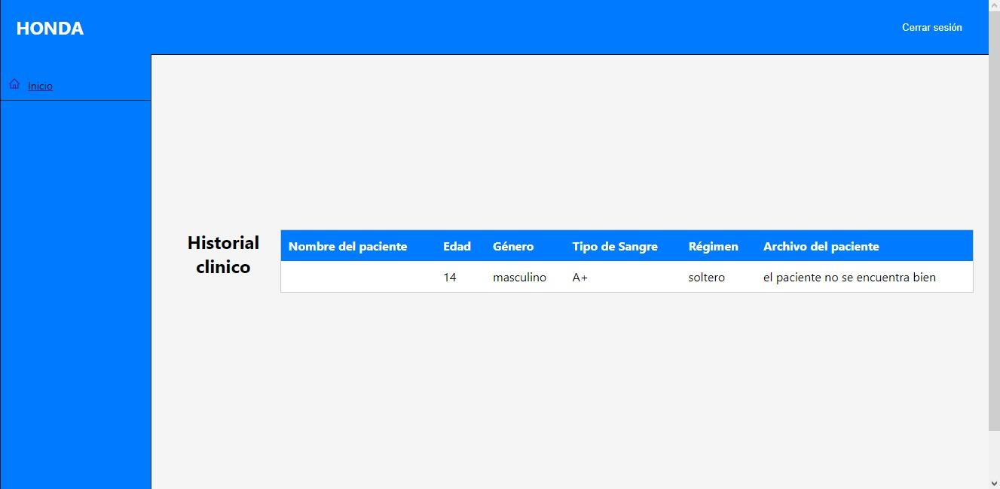 HONDA
Cerrar sesión
Inicio
Historial
clinico
Nombre del paciente Edad Género Tipo de Sangre Régimen Archivo del paciente
14 masculino A+ soltero el paciente no se encuentra bien